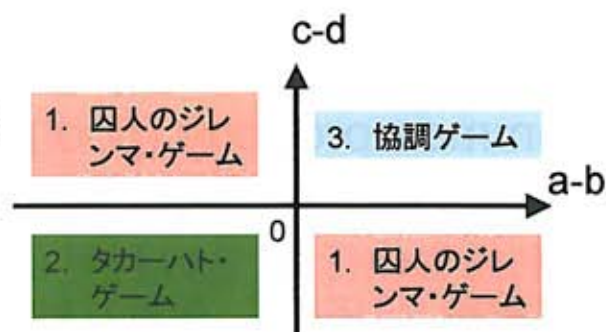 c-d
1. 囚人のジレ
ンマ・ゲーム
3. 協調ゲーム
a-b
0
2. タカーハト・
ゲーム
1. 囚人のジレ
ンマ・ゲーム